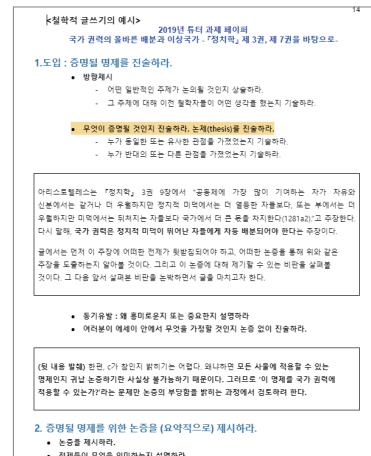 14
<철학적 글쓰기의 예시>
2019년 튜터 과제 페이퍼
국가 권력의 올바른 배분과 이상국가 - 『정치학』 제 3권, 제 7권을 바탕으로.
1.도입 : 증명될 명제를 진술하라.
• 방향제시
- 어떤 일반적인 주제가 논의될 것인지 상술하라.
- 그 주제에 대해 이전 철학자들이 어떤 생각을 했는지 기술하라.
• 무엇이 증명될 것인지 진술하라. 논제(thesis)를 진술하라.
- 누가 동일한 또는 유사한 관점을 가졌었는지 기술하라.
- 누가 반대의 또는 다른 관점을 가졌었는지 기술하라.
아리스토텔레스는 『정치학』 3권 9장에서 "공동체에 가장 많이 기여하는 자가 자유와
신분에서는 같거나 더 우월하지만 정치적 미덕에서는 더 열등한 자들보다, 또는 부에서는 더
우월하지만 미덕에서는 뒤처지는 자들보다 국가에서 더 큰 몫을 차지한다(1281a2)."고 주장한다.
다시 말해, 국가 권력은 정치적 미덕이 뛰어난 자들에게 차등 배분되어야 한다는 주장이다.
글에서는 먼저 이 주장에 어떠한 전제가 뒷받침되어야 하고, 어떠한 논증을 통해 위와 같은
주장을 도출하는지 알아볼 것이다. 그리고 이 논증에 대해 제기할 수 있는 비판을 살펴볼
것이다. 그 다음 앞서 살펴본 비판을 논박하면서 글을 마치고자 한다.
• 동기유발 : 왜 흥미로운지 또는 중요한지 설명하라
• 여러분이 에세이 안에서 무엇을 가정할 것인지 논증 없이 진술하라.
(뒷 내용 발췌) 한편, c가 참인지 밝히기는 어렵다. 왜냐하면 모든 사물에 적용할 수 있는
명제인지 귀납 논증하기란 사실상 불가능하기 때문이다. 그러므로 '이 명제를 국가 권력에
적용할 수 있는가?'라는 문제만 논증의 부당함을 밝히는 과정에서 검토하려 한다.
2. 증명될 명제를 위한 논증을 (요약적으로) 제시하라.
• 논증을 제시하라.
• 전제들이 무엇을 의미하는지 설명하라.